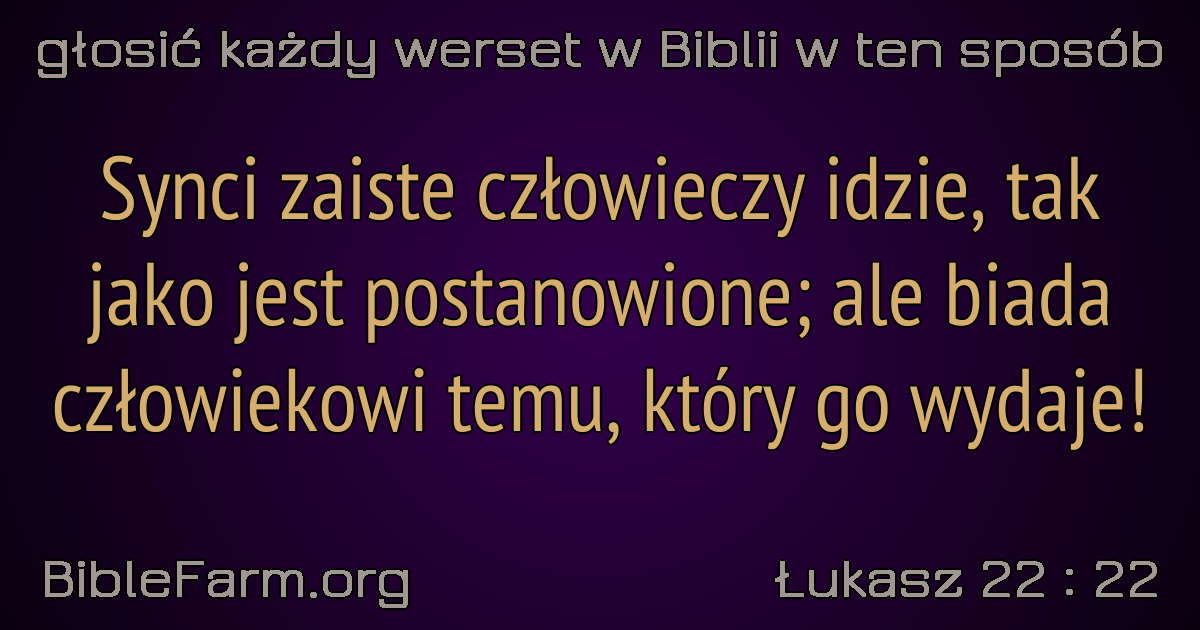 głosić każdy werset w Biblii w ten sposób
Synci zaiste człowieczy idzie, tak
jako jest postanowione; ale biada
człowiekowi temu, który go wydaje!
BibleFarm.org
Łukasz 22 : 22